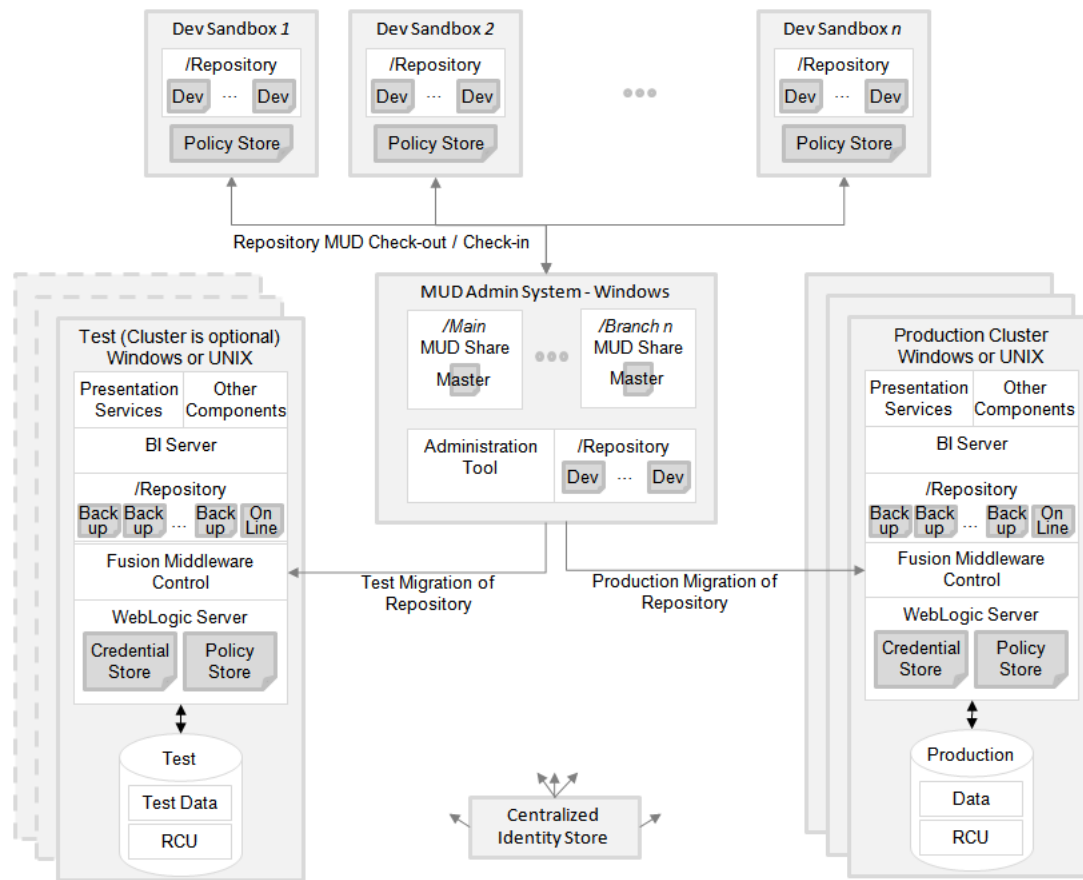 Dev Sandbox 1
/Repository
Dev ... Dev
Policy Store
Dev Sandbox 2
/Repository
Dev ... Dev
Policy Store
Dev Sandbox n
/Repository
Dev ... Dev
Policy Store
Repository MUD Check-out / Check-in
MUD Admin System - Windows
/Main
MUD Share
Master
/Branch n
MUD Share
Master
Administration
Tool
/Repository
Dev ... Dev
Test (Cluster is optional)
Windows or UNIX
Presentation
Services
Other
Components
BI Server
/Repository
Back
up
Back
up
...
Back
up
On
Line
Fusion Middleware
Control
WebLogic Server
Credential
Store
Policy
Store
Test
Test Data
RCU
Test Migration of
Repository
Production Migration of
Repository
Centralized
Identity Store
Production Cluster
Windows or UNIX
Presentation
Services
Other
Components
BI Server
/Repository
Back
up
Back
up
...
Back
up
On
Line
Fusion Middleware
Control
WebLogic Server
Credential
Store
Policy
Store
Production
Data
RCU